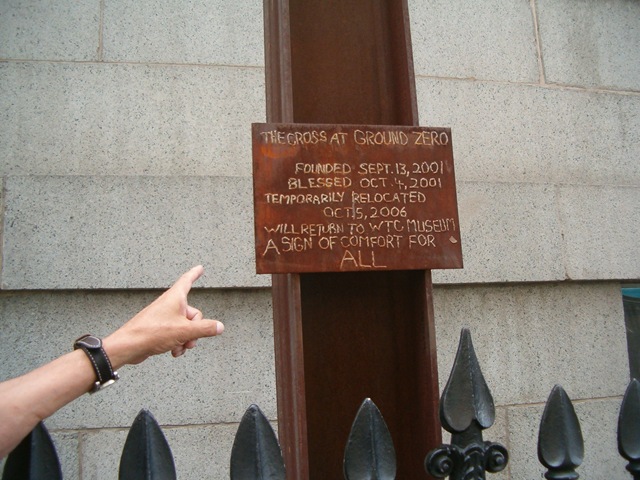 THE CROSS AT GROUND ZERO
FOUNDED SEPT. 13, 2001
BLESSED OCT. 4, 2001
TEMPORARILY RELOCATED
OCT. 5, 2006
WILL RETURN TO WTC MUSEUM
A SIGN OF COMFORT FOR
ALL